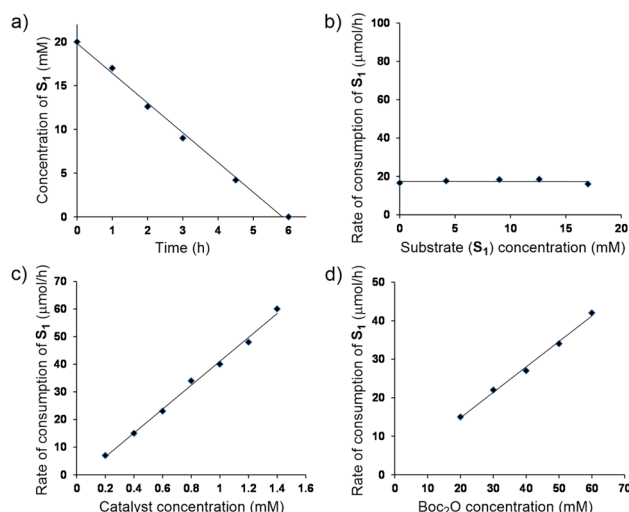 a)
Concentration of S₁ (mM)
20
15
10
5
0
0 1 2 3 4 5 6
Time (h)
b)
Rate of consumption of S₁ (µmol/h)
100
80
60
40
20
0
0 5 10 15 20
Substrate (S₁) concentration (mM)
c)
Rate of consumption of S₁ (µmol/h)
70
60
50
40
30
20
10
0
0 0.2 0.4 0.6 0.8 1.0 1.2 1.4 1.6
Catalyst concentration (mM)
d)
Rate of consumption of S₁ (µmol/h)
50
40
30
20
10
0
0 10 20 30 40 50 60 70
Boc₂O concentration (mM)